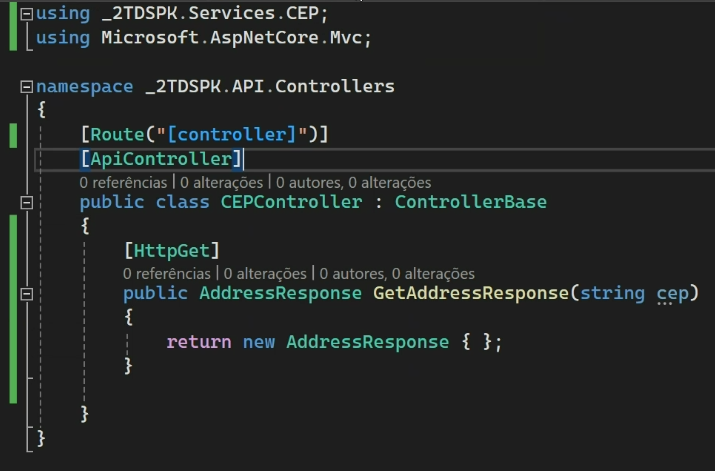 using _2TDSPK.Services.CEP;
using Microsoft.AspNetCore.Mvc;
namespace _2TDSPK.API.Controllers
{
[Route("[controller]")]
[ApiController]
0 referências | 0 alterações | 0 autores, 0 alterações
public class CEPController : ControllerBase
{
[HttpGet]
0 referências | 0 alterações | 0 autores, 0 alterações
public AddressResponse GetAddressResponse(string cep)
{
return new AddressResponse { };
}
}
}